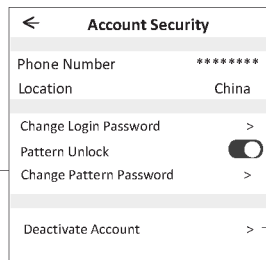 ← Account Security
Phone Number ********
Location China
Change Login Password >
Pattern Unlock
Change Pattern Password >
Deactivate Account >